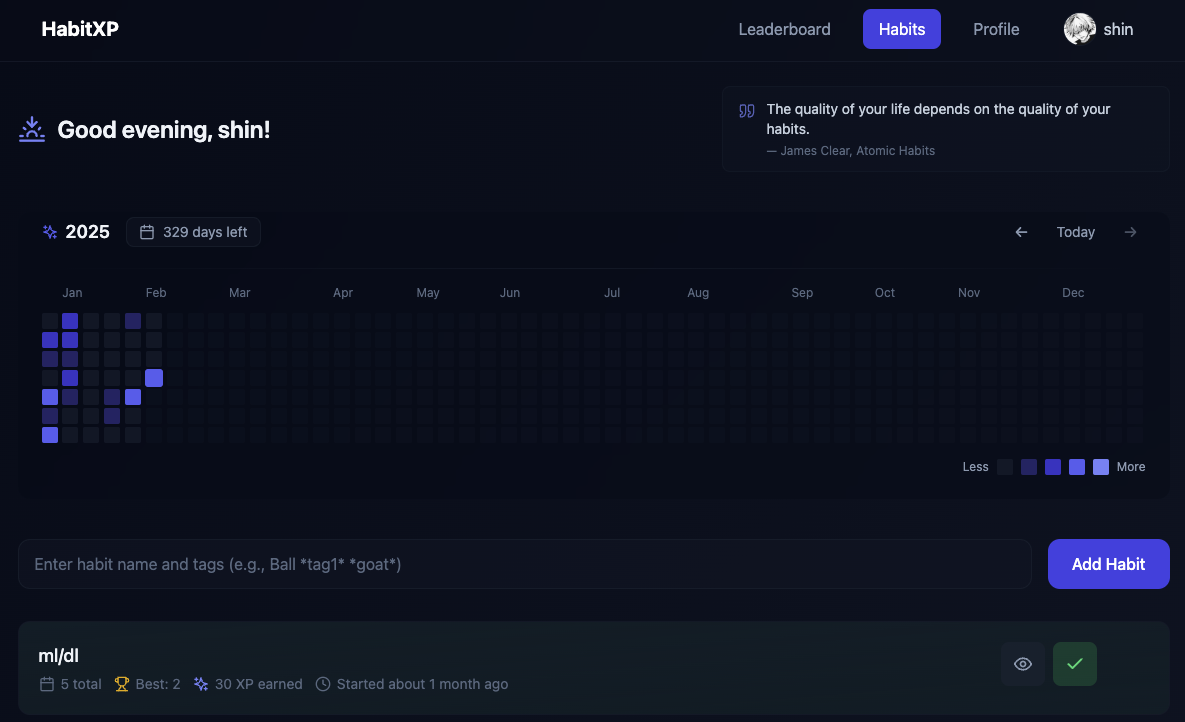 HabitXP
Leaderboard
Habits
Profile
shin
Good evening, shin!
The quality of your life depends on the quality of your
habits.
— James Clear, Atomic Habits
2025
329 days left
Today
Jan Feb Mar Apr May Jun Jul Aug Sep Oct Nov Dec
Less
More
Enter habit name and tags (e.g., Ball *tag1* *goat*)
Add Habit
ml/dl
5 total Best: 2 30 XP earned Started about 1 month ago